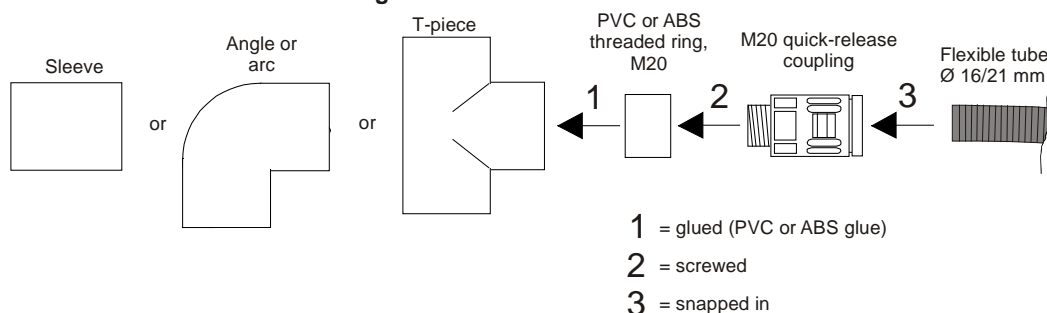 T-piece
PVC or ABS
threaded ring,
M20
M20 quick-release
coupling
Flexible tube
Ø 16/21 mm
Angle or
arc
Sleeve
or
or
1
2
3
1 = glued (PVC or ABS glue)
2 = screwed
3 = snapped in